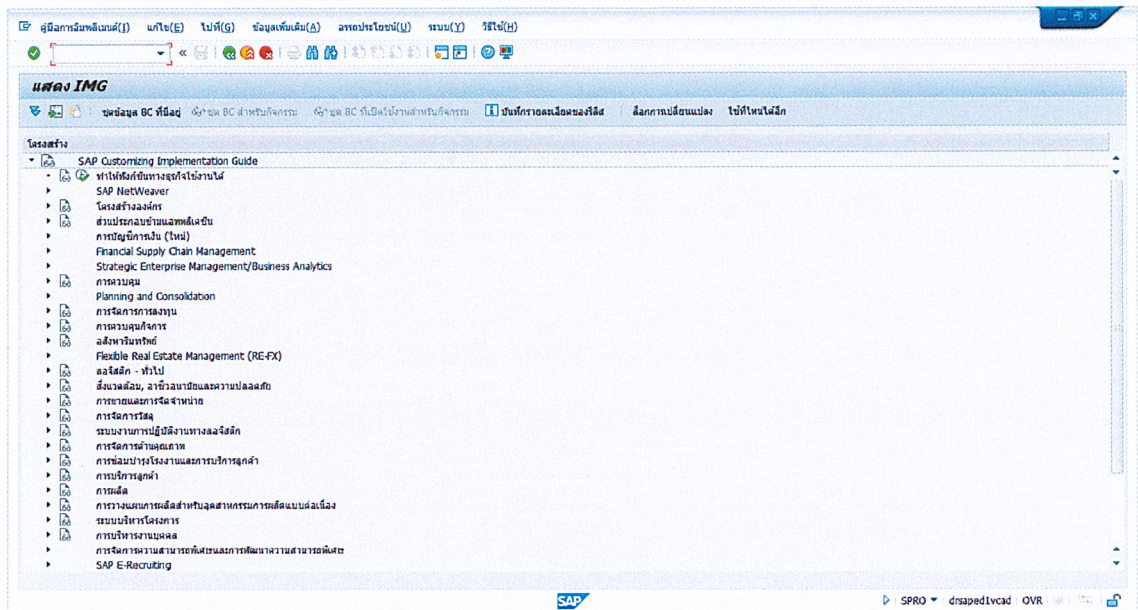 คู่มือการอิมพลีเมนต์(I) แก้ไข(E) ไปที่(G) ข้อมูลเพิ่มเติม(A) อรรถประโยชน์(U) ระบบ(Y) วิธีใช้(H)
แสดง IMG
ชุดข้อมูล BC ที่มีอยู่ ชุด BC สำหรับกิจกรรม ชุด BC ที่เปิดใช้งานสำหรับกิจกรรม บันทึกรายละเอียดของรีลีส ล็อกการเปลี่ยนแปลง ใช้ที่ไหนได้อีก
โครงสร้าง
SAP Customizing Implementation Guide
ทำให้ฟังก์ชันทางธุรกิจใช้งานได้
SAP NetWeaver
โครงสร้างองค์กร
ส่วนประกอบข้ามแอพพลิเคชัน
การบัญชีการเงิน (ใหม่)
Financial Supply Chain Management
Strategic Enterprise Management/Business Analytics
การควบคุม
Planning and Consolidation
การจัดการการลงทุน
การควบคุมกิจการ
อสังหาริมทรัพย์
Flexible Real Estate Management (RE-FX)
ลอจิสติก - ทั่วไป
สิ่งแวดล้อม, อาชีวอนามัยและความปลอดภัย
การขายและการจัดจำหน่าย
การจัดการวัสดุ
ระบบงานการปฏิบัติงานทางลอจิสติก
การจัดการด้านคุณภาพ
การซ่อมบำรุงโรงงานและการบริการลูกค้า
การบริการลูกค้า
การผลิต
การวางแผนการผลิตสำหรับอุตสาหกรรมการผลิตแบบต่อเนื่อง
ระบบบริหารโครงการ
การบริหารงานบุคคล
การจัดการความสามารถพิเศษและการพัฒนาความสามารถพิเศษ
SAP E-Recruiting
SAP SPRO drsaped1vcad OVR